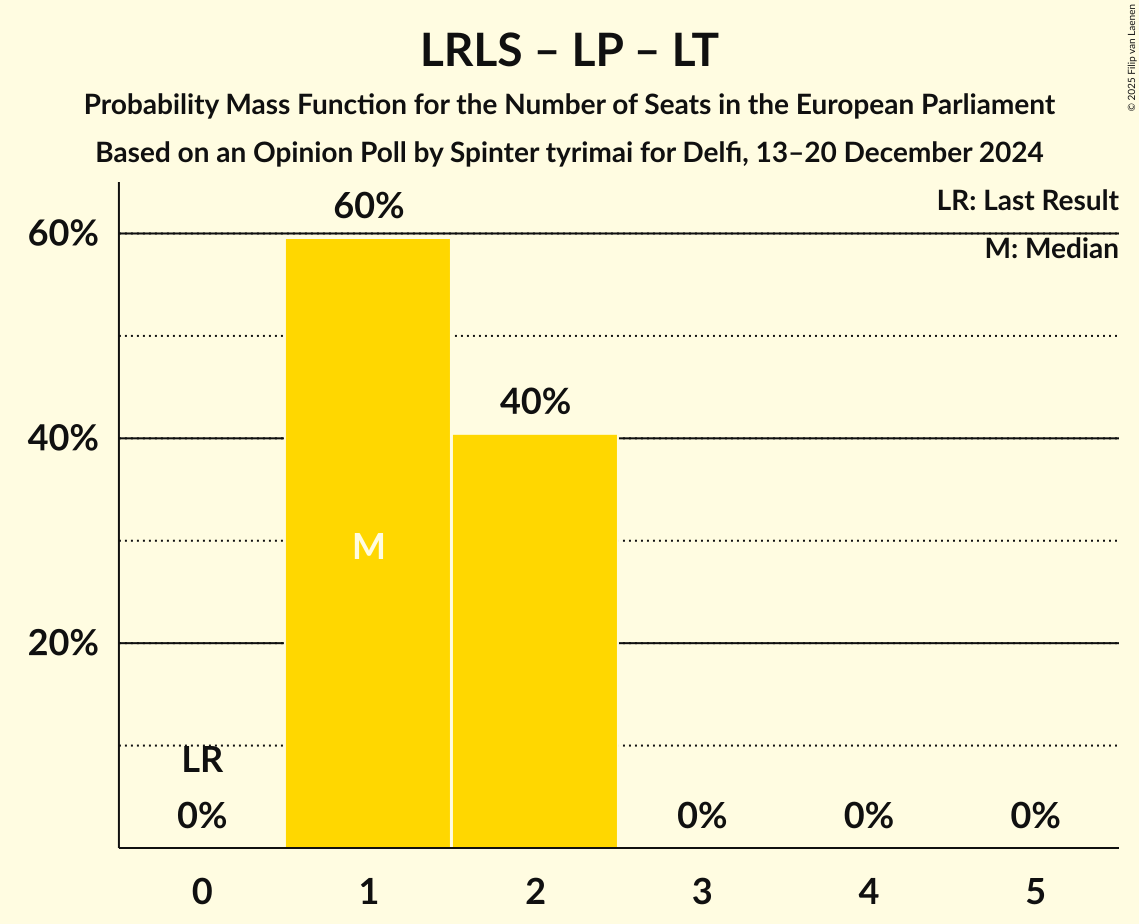 LRLS – LP – LT
Probability Mass Function for the Number of Seats in the European Parliament
Based on an Opinion Poll by Spinter tyrimai for Delfi, 13–20 December 2024
© 2025 Filip van Laenen
LR: Last Result
M: Median
60%
40%
20%
60%
40%
M
LR
0%
0%
0%
0%
0
1
2
3
4
5